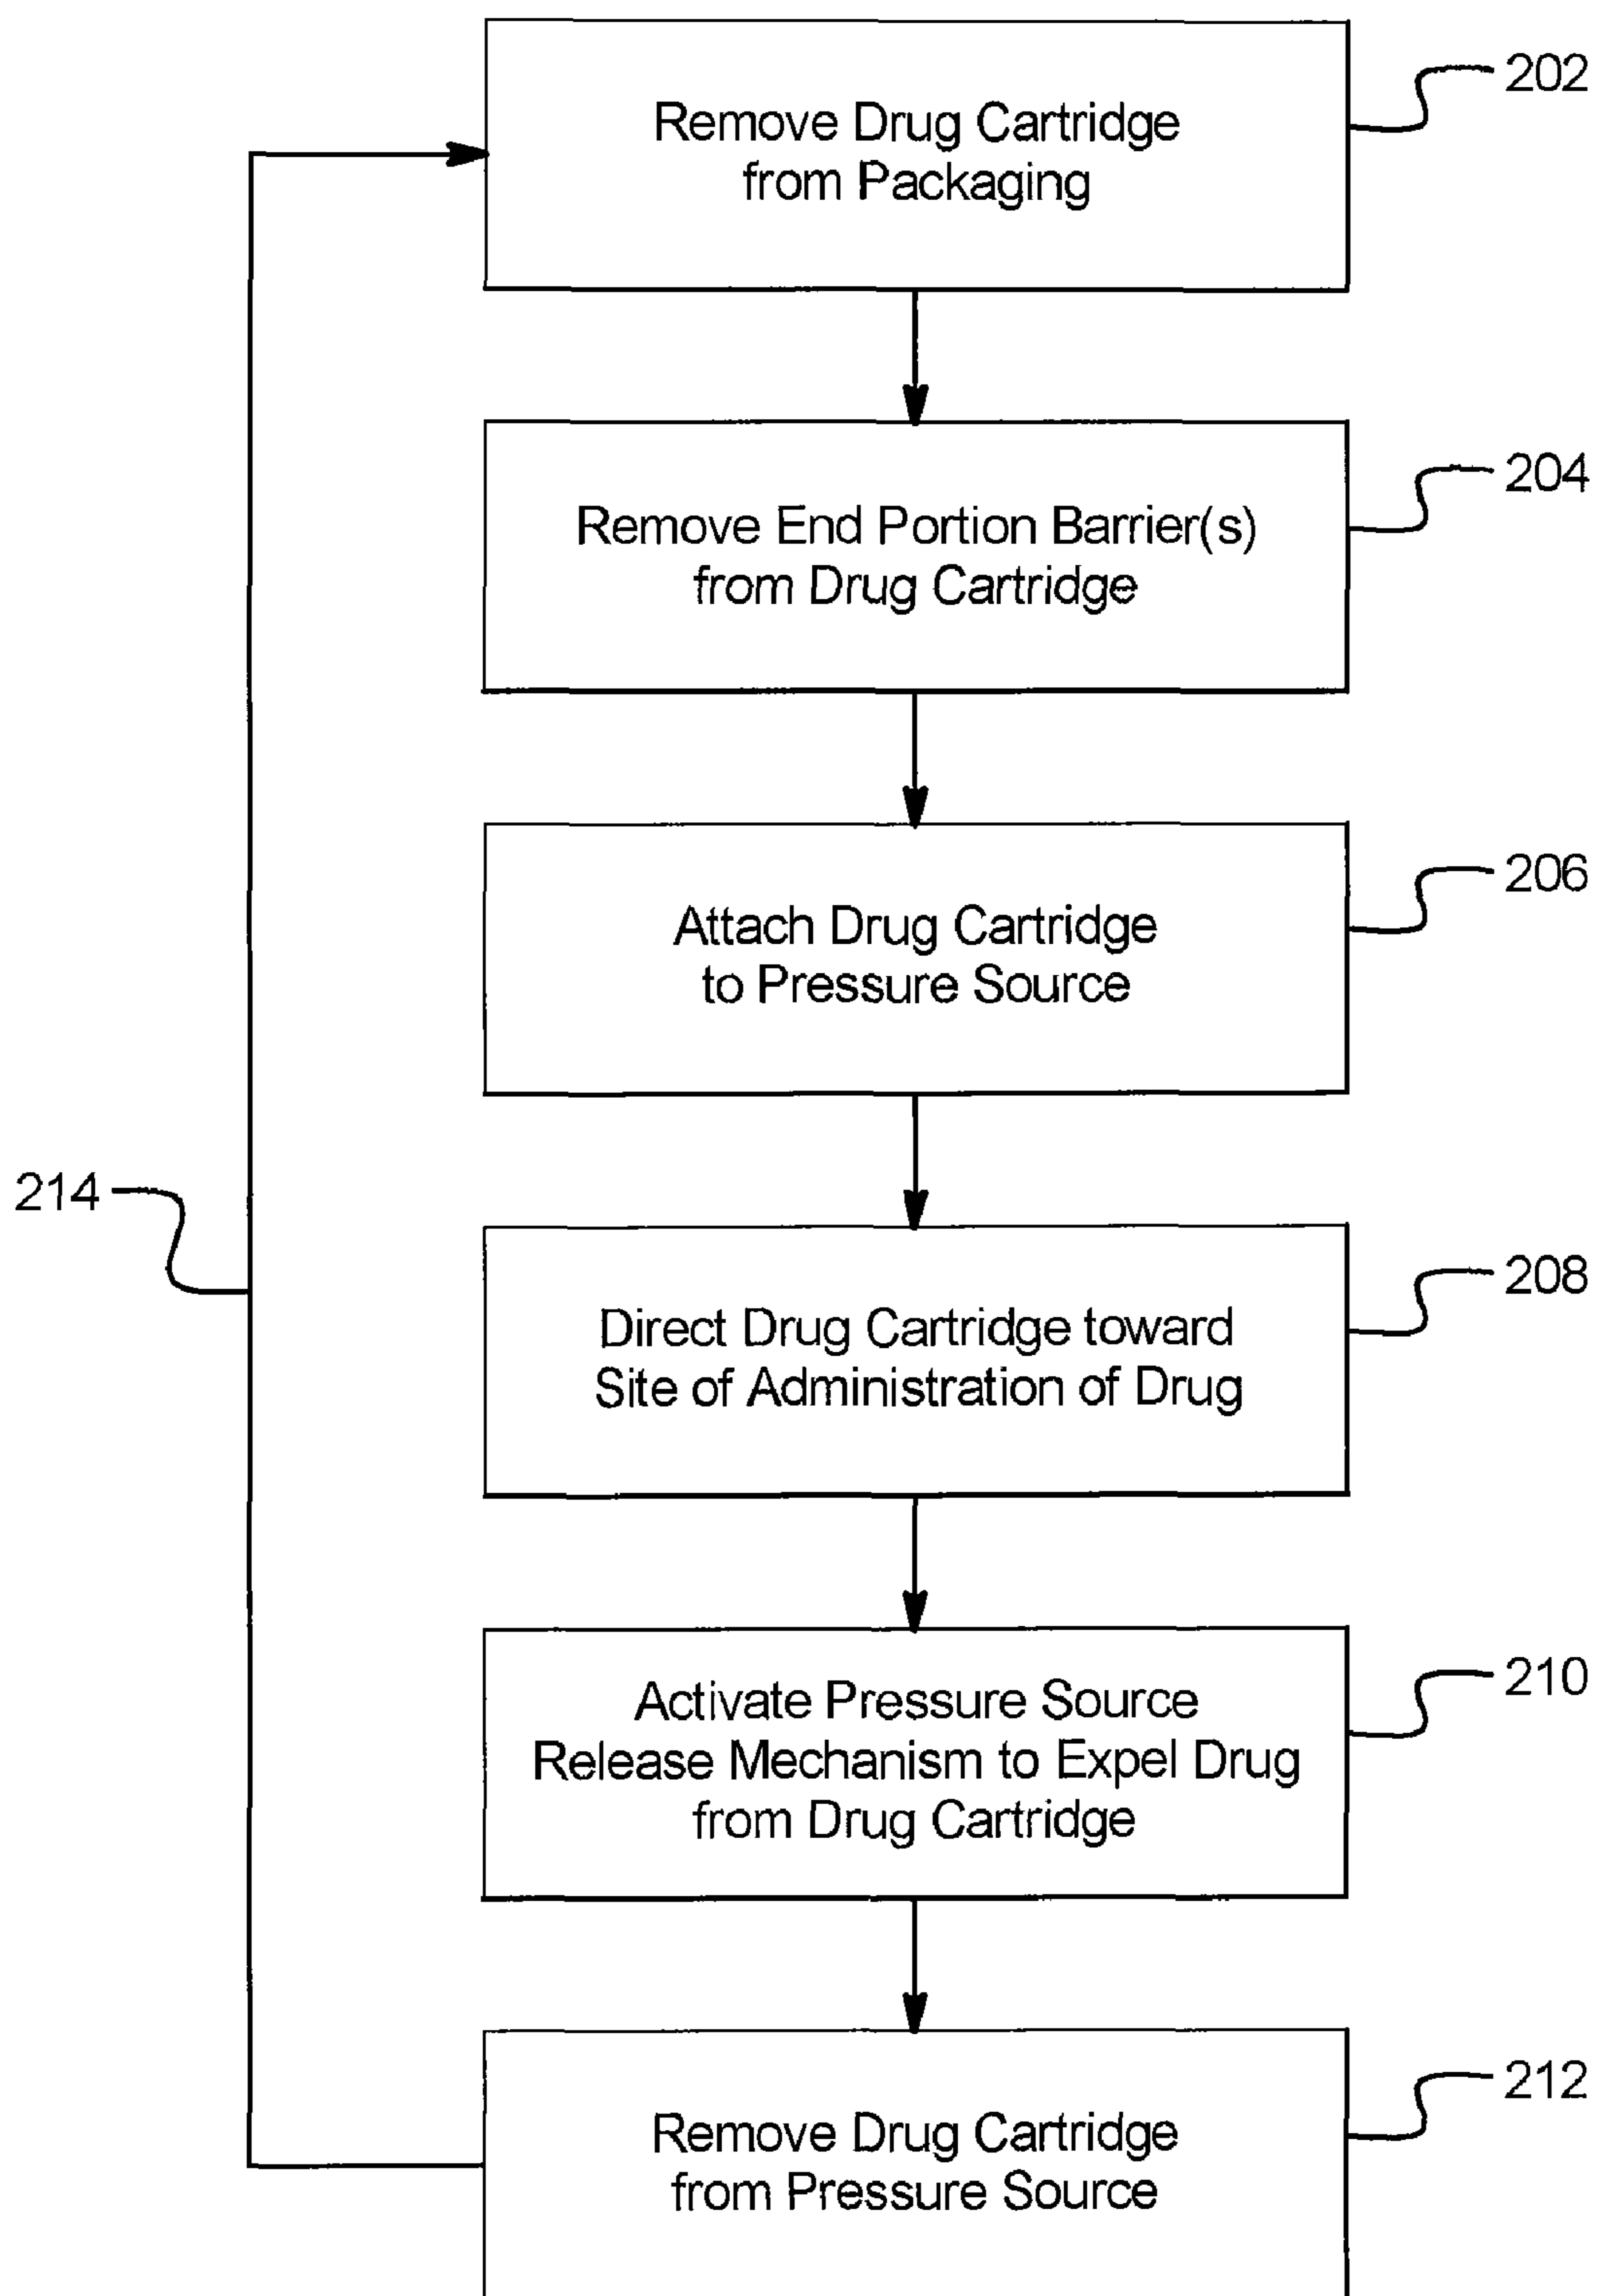 Remove Drug Cartridge
from Packaging
202
Remove End Portion Barrier(s)
from Drug Cartridge
204
Attach Drug Cartridge
to Pressure Source
206
214
Direct Drug Cartridge toward
Site of Administration of Drug
208
Activate Pressure Source
Release Mechanism to Expel Drug
from Drug Cartridge
210
Remove Drug Cartridge
from Pressure Source
212